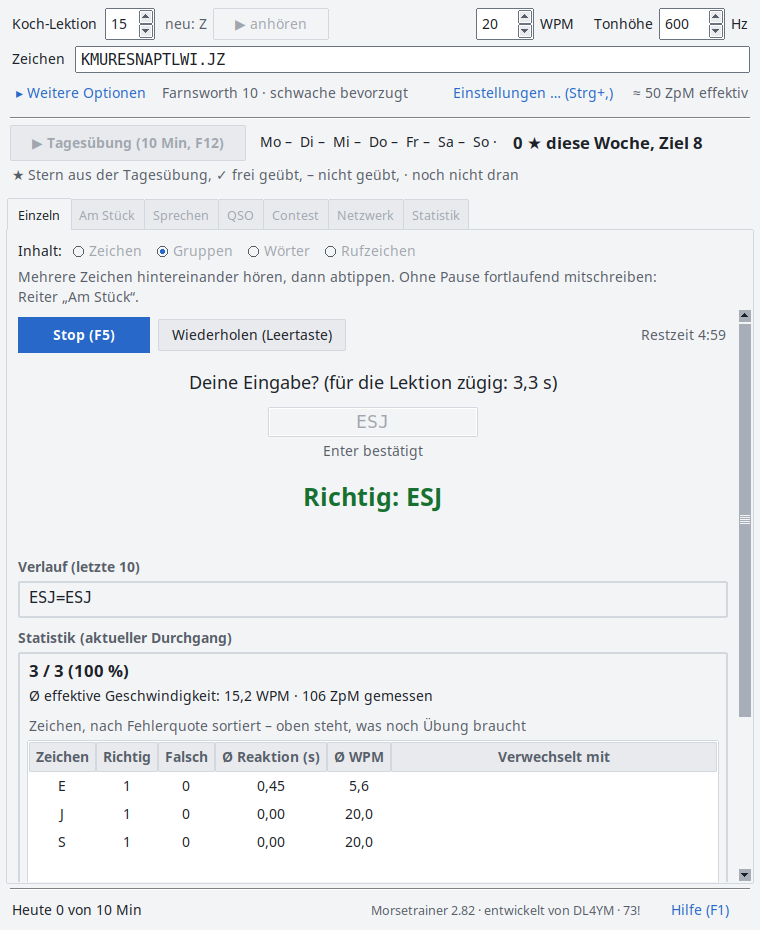 Koch-Lektion 15 neu: Z ▶ anhören 20 WPM Tonhöhe 600 Hz
Zeichen KMURESNAPTLWI.JZ
▸ Weitere Optionen Farnsworth 10 · schwache bevorzugt Einstellungen … (Strg+,) ≈ 50 ZpM effektiv
▶ Tagesübung (10 Min, F12) Mo – Di – Mi – Do – Fr – Sa – So · 0 ★ diese Woche, Ziel 8
★ Stern aus der Tagesübung, ✓ frei geübt, – nicht geübt, · noch nicht dran
Einzeln Am Stück Sprechen QSO Contest Netzwerk Statistik
Inhalt: Zeichen Gruppen Wörter Rufzeichen
Mehrere Zeichen hintereinander hören, dann abtippen. Ohne Pause fortlaufend mitschreiben:
Reiter „Am Stück“.
Stop (F5) Wiederholen (Leertaste) Restzeit 4:59
Deine Eingabe? (für die Lektion zügig: 3,3 s)
ESJ
Enter bestätigt
Richtig: ESJ
Verlauf (letzte 10)
ESJ=ESJ
Statistik (aktueller Durchgang)
3 / 3 (100 %)
Ø effektive Geschwindigkeit: 15,2 WPM · 106 ZpM gemessen
Zeichen, nach Fehlerquote sortiert – oben steht, was noch Übung braucht
Zeichen Richtig Falsch Ø Reaktion (s) Ø WPM Verwechselt mit
E 1 0 0,45 5,6
J 1 0 0,00 20,0
S 1 0 0,00 20,0
Heute 0 von 10 Min Morsetrainer 2.82 · entwickelt von DL4YM · 73! Hilfe (F1)